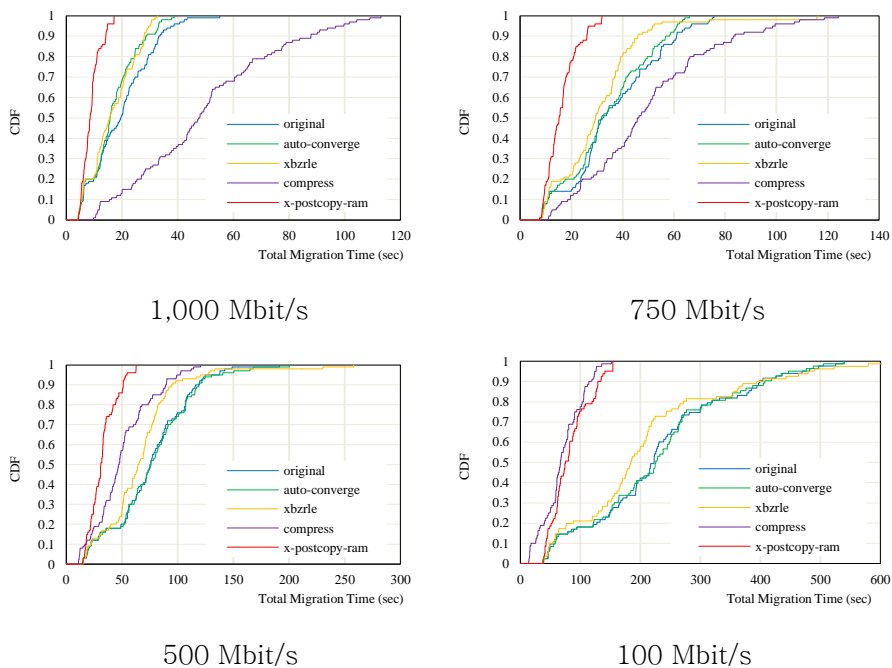 CDF
1
0.9
0.8
0.7
0.6
0.5
0.4
0.3
0.2
0.1
0
original
auto-converge
xbzrle
compress
x-postcopy-ram
0 20 40 60 80 100 120
Total Migration Time (sec)
1,000 Mbit/s
CDF
1
0.9
0.8
0.7
0.6
0.5
0.4
0.3
0.2
0.1
0
original
auto-converge
xbzrle
compress
x-postcopy-ram
0 20 40 60 80 100 120 140
Total Migration Time (sec)
750 Mbit/s
CDF
1
0.9
0.8
0.7
0.6
0.5
0.4
0.3
0.2
0.1
0
original
auto-converge
xbzrle
compress
x-postcopy-ram
0 50 100 150 200 250 300
Total Migration Time (sec)
500 Mbit/s
CDF
1
0.9
0.8
0.7
0.6
0.5
0.4
0.3
0.2
0.1
0
original
auto-converge
xbzrle
compress
x-postcopy-ram
0 100 200 300 400 500 600
Total Migration Time (sec)
100 Mbit/s